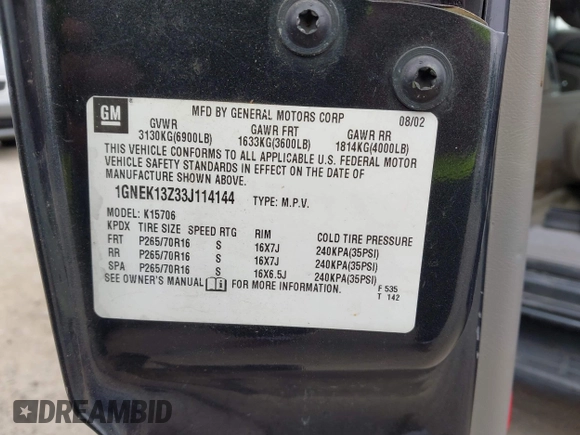 GM
MFD BY GENERAL MOTORS CORP 08/02
GVWR GAWR FRT GAWR RR
3130KG(6900LB) 1633KG(3600LB) 1814KG(4000LB)
THIS VEHICLE CONFORMS TO ALL APPLICABLE U.S. FEDERAL MOTOR
VEHICLE SAFETY STANDARDS IN EFFECT ON THE DATE OF
MANUFACTURE SHOWN ABOVE.
1GNEK13Z33J114144 TYPE: M.P.V.
MODEL: K15706
KPDX TIRE SIZE SPEED RTG RIM COLD TIRE PRESSURE
FRT P265/70R16 S 16X7J 240KPA(35PSI)
RR P265/70R16 S 16X7J 240KPA(35PSI)
SPA P265/70R16 S 16X6.5J 240KPA(35PSI)
SEE OWNER'S MANUAL FOR MORE INFORMATION.
F 535
T 142
DREAMBID